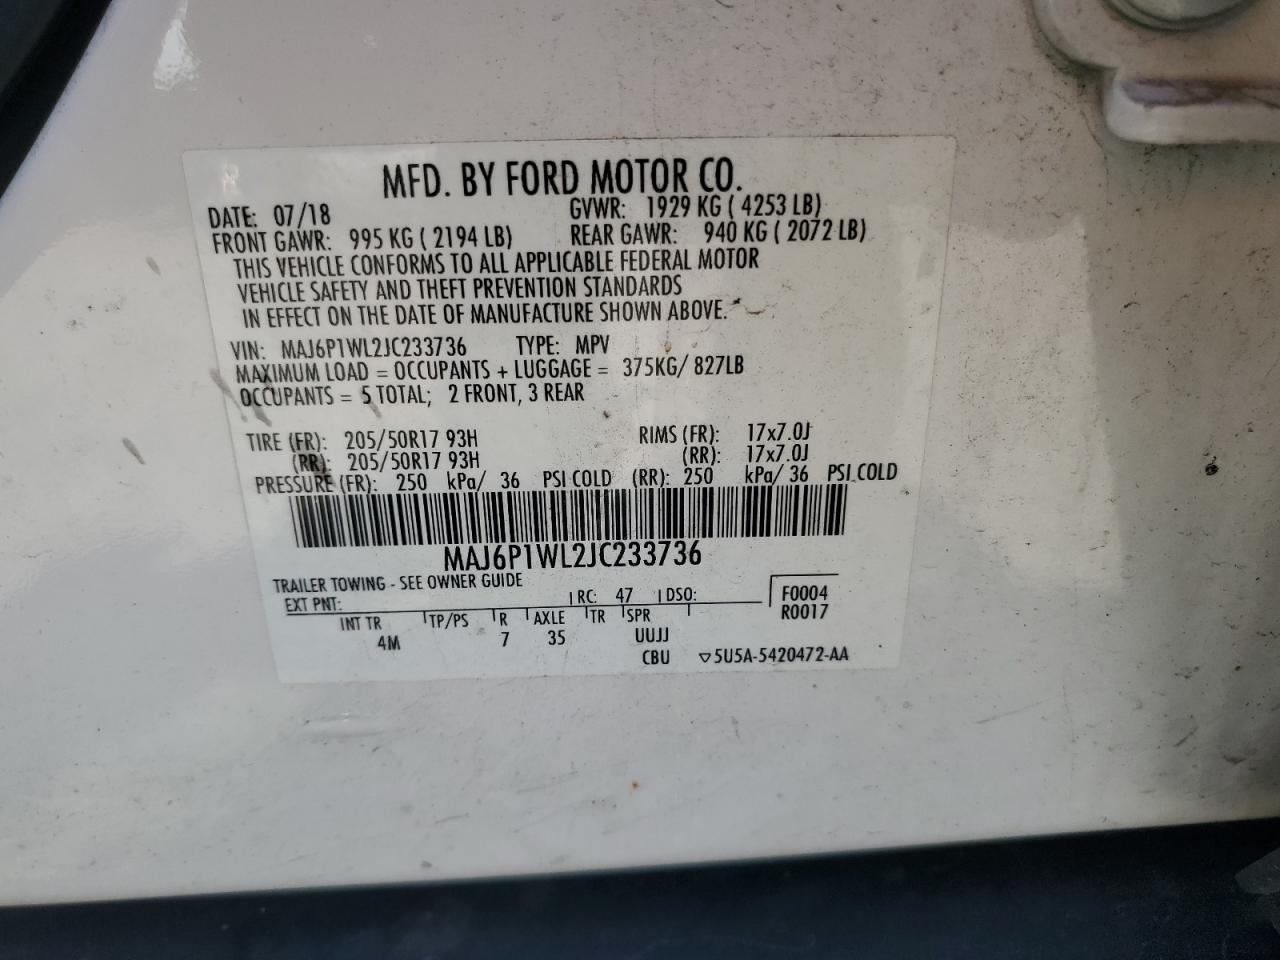 MFD. BY FORD MOTOR CO.
DATE: 07/18 GVWR: 1929 KG ( 4253 LB)
FRONT GAWR: 995 KG ( 2194 LB) REAR GAWR: 940 KG ( 2072 LB)
THIS VEHICLE CONFORMS TO ALL APPLICABLE FEDERAL MOTOR
VEHICLE SAFETY AND THEFT PREVENTION STANDARDS
IN EFFECT ON THE DATE OF MANUFACTURE SHOWN ABOVE.
VIN: MAJ6P1WL2JC233736 TYPE: MPV
MAXIMUM LOAD = OCCUPANTS + LUGGAGE = 375KG/ 827LB
OCCUPANTS = 5 TOTAL; 2 FRONT, 3 REAR
TIRE (FR): 205/50R17 93H RIMS (FR): 17x7.0J
(RR): 205/50R17 93H (RR): 17x7.0J
PRESSURE (FR): 250 kPa/ 36 PSI COLD (RR): 250 kPa/ 36 PSI COLD
MAJ6P1WL2JC233736
TRAILER TOWING - SEE OWNER GUIDE
EXT PNT: RC: 47 DSO: F0004
R0017
INT TR TP/PS R AXLE TR SPR
4M 7 35 UUJJ
CBU ▽5U5A-5420472-AA